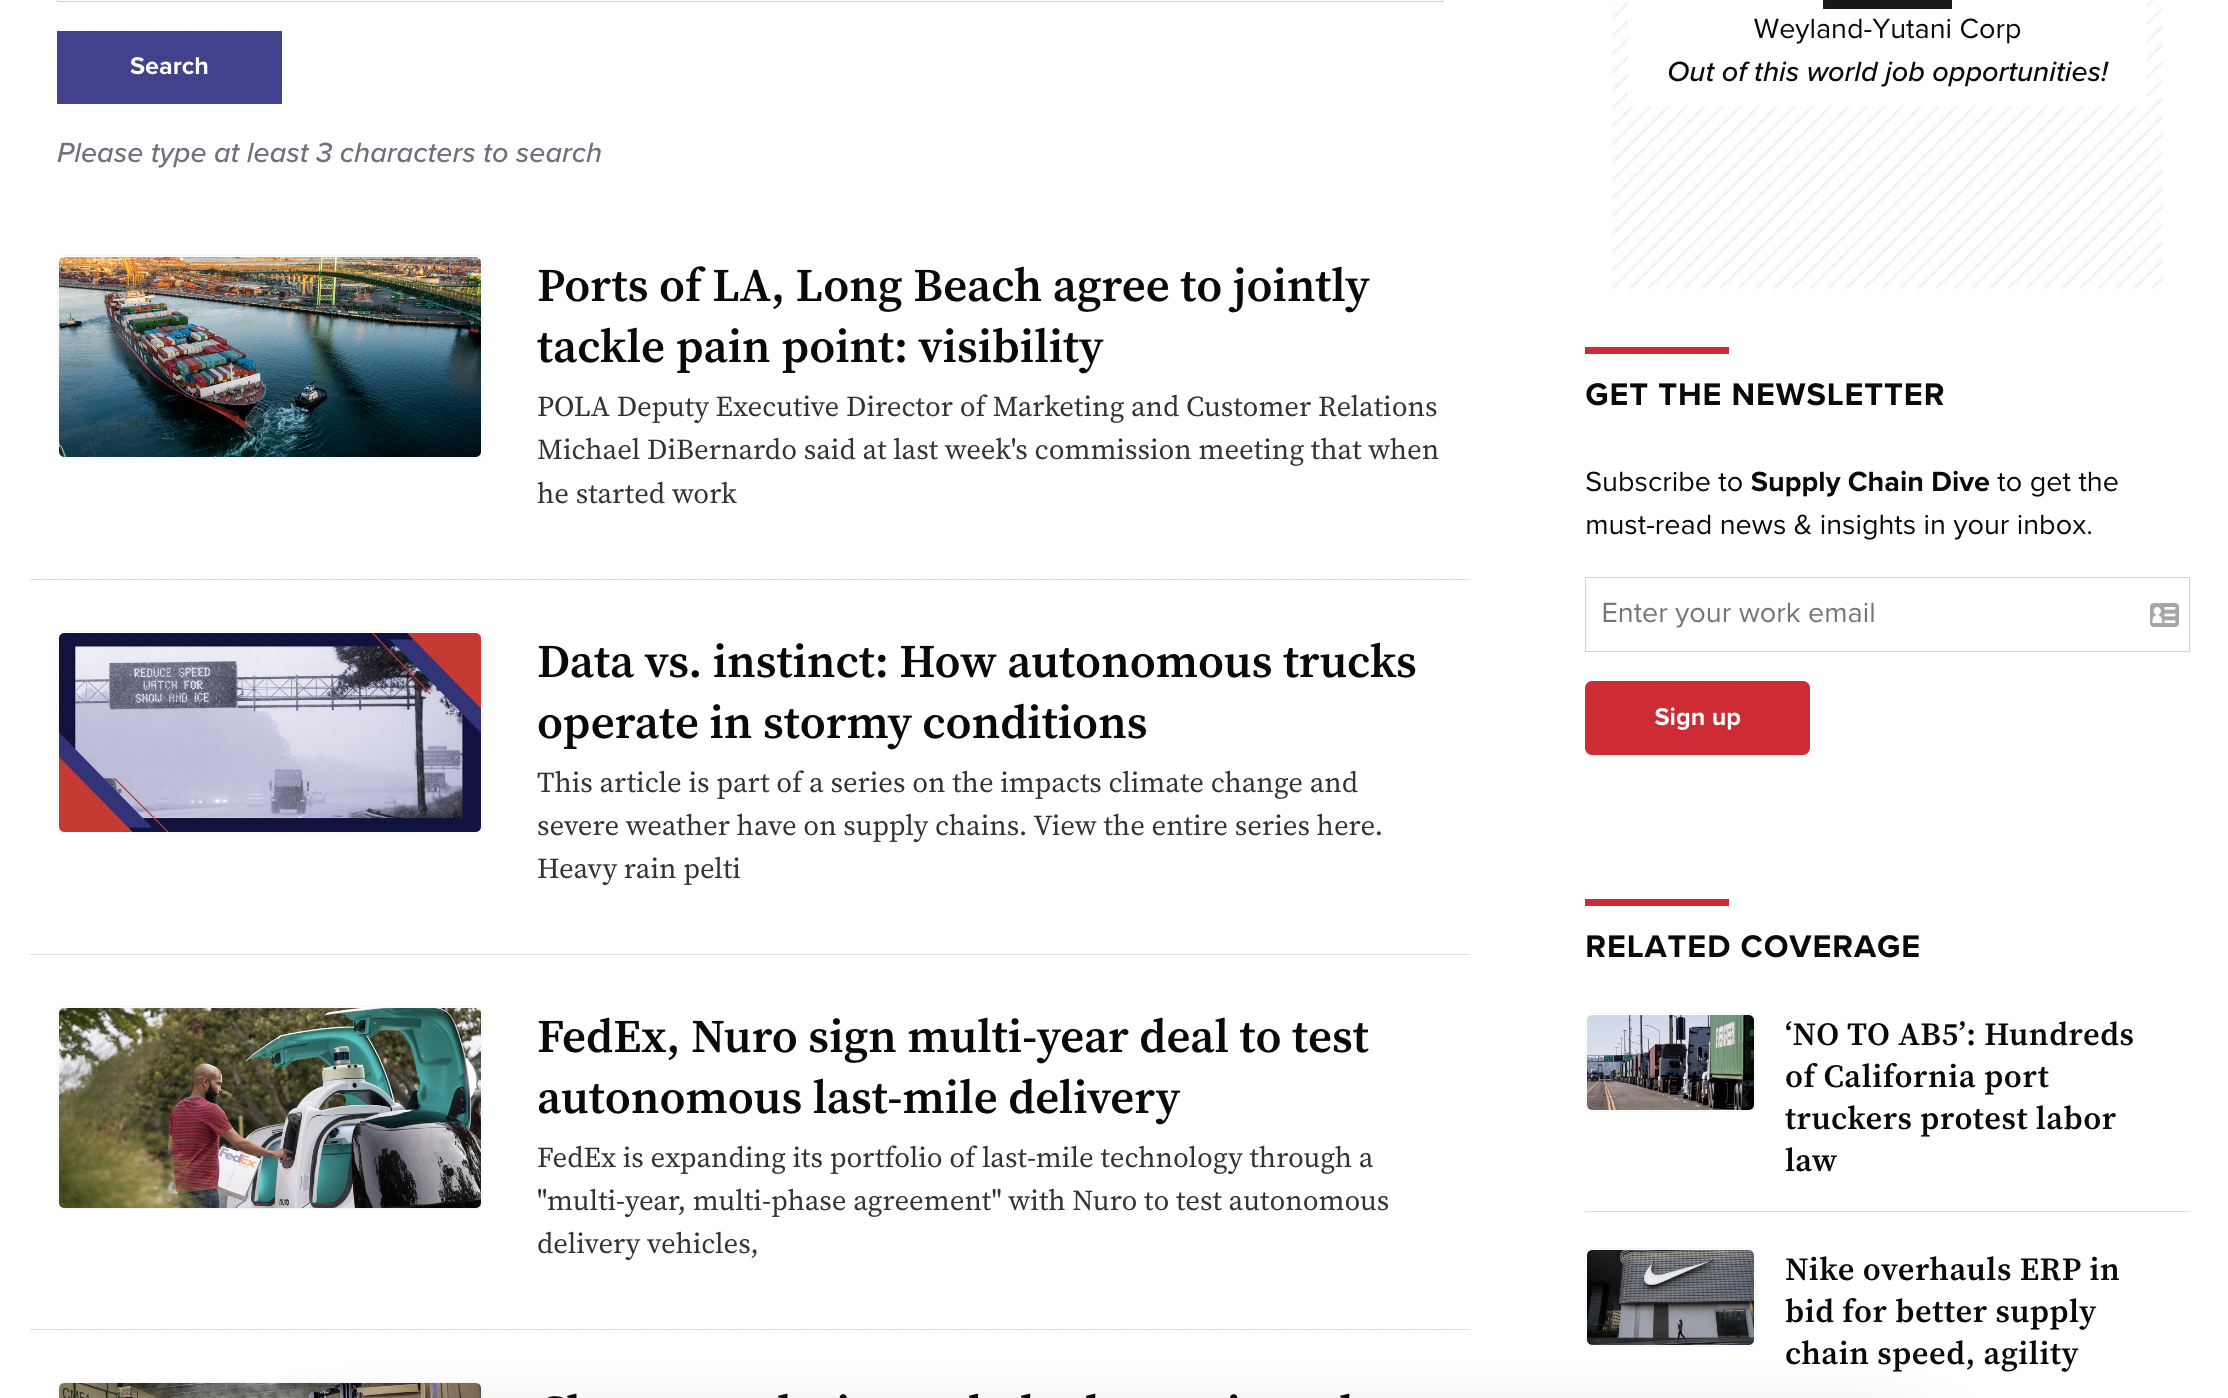 Search
Please type at least 3 characters to search
Ports of LA, Long Beach agree to jointly
tackle pain point: visibility
POLA Deputy Executive Director of Marketing and Customer Relations
Michael DiBernardo said at last week's commission meeting that when
he started work
REDUCE SPEED
WATCH FOR
SNOW AND ICE
Data vs. instinct: How autonomous trucks
operate in stormy conditions
This article is part of a series on the impacts climate change and
severe weather have on supply chains. View the entire series here.
Heavy rain pelti
FedEx
nuro
FedEx, Nuro sign multi-year deal to test
autonomous last-mile delivery
FedEx is expanding its portfolio of last-mile technology through a
"multi-year, multi-phase agreement" with Nuro to test autonomous
delivery vehicles,
Weyland-Yutani Corp
Out of this world job opportunities!
GET THE NEWSLETTER
Subscribe to Supply Chain Dive to get the
must-read news & insights in your inbox.
Enter your work email
Sign up
RELATED COVERAGE
‘NO TO AB5’: Hundreds
of California port
truckers protest labor
law
Nike overhauls ERP in
bid for better supply
chain speed, agility